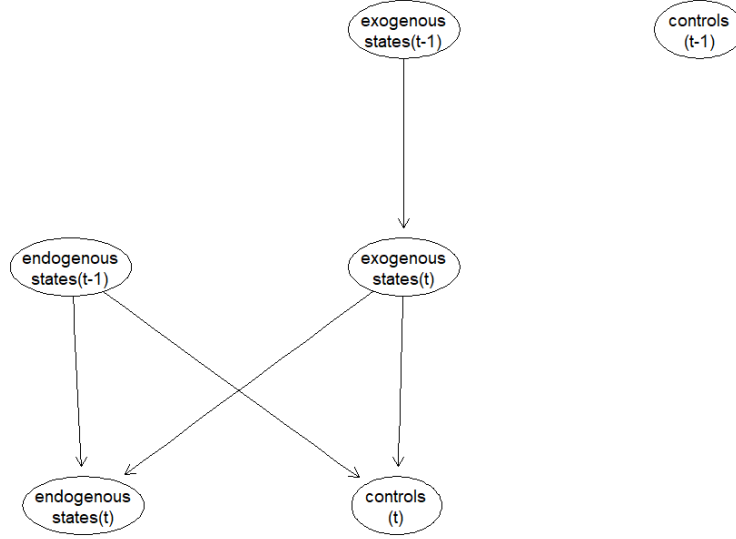 exogenous
states(t-1)
controls
(t-1)
endogenous
states(t-1)
exogenous
states(t)
endogenous
states(t)
controls
(t)